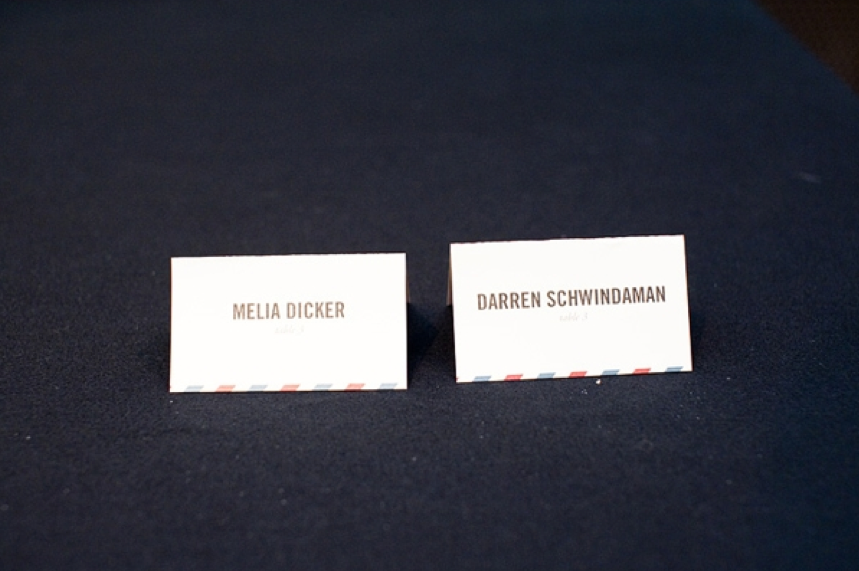 MELIA DICKER
table 3
DARREN SCHWINDAMAN
table 3